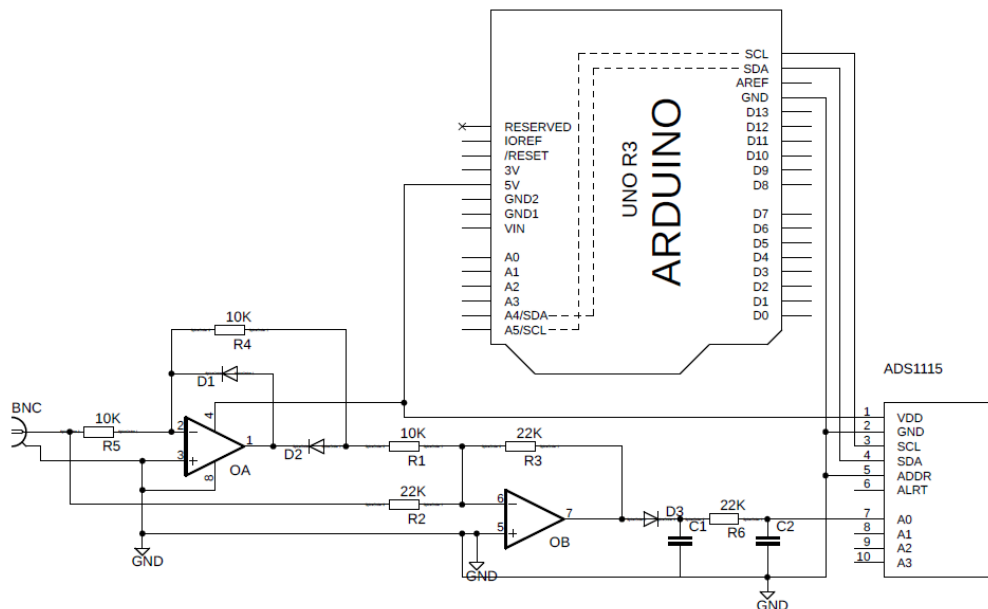 SCL
SDA
AREF
GND
D13
D12
D11
D10
D9
D8
D7
D6
D5
D4
D3
D2
D1
D0
RESERVED
IOREF
/RESET
3V
5V
GND2
GND1
VIN
A0
A1
A2
A3
A4/SDA
A5/SCL
UNO R3
ARDUINO
10K
R4
D1
BNC
10K
R5
2
3
4
8
1
OA
D2
10K
R1
22K
R3
22K
R2
6
5
7
OB
D3
C1
22K
R6
C2
GND
GND
GND
ADS1115
1 VDD
2 GND
3 SCL
4 SDA
5 ADDR
6 ALRT
7 A0
8 A1
9 A2
10 A3